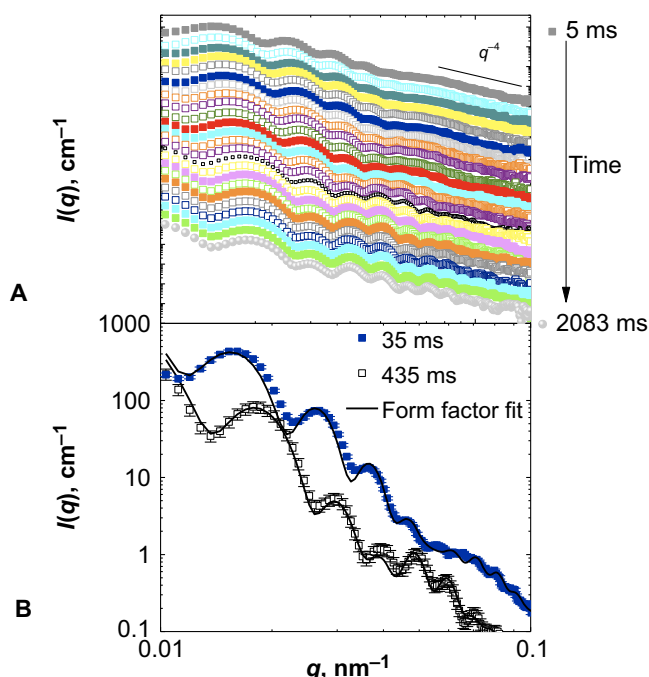 I(q), cm⁻¹
q⁻⁴
5 ms
Time
2083 ms
A
1000
100
10
1
0.1
I(q), cm⁻¹
35 ms
435 ms
Form factor fit
B
0.01
0.1
q, nm⁻¹